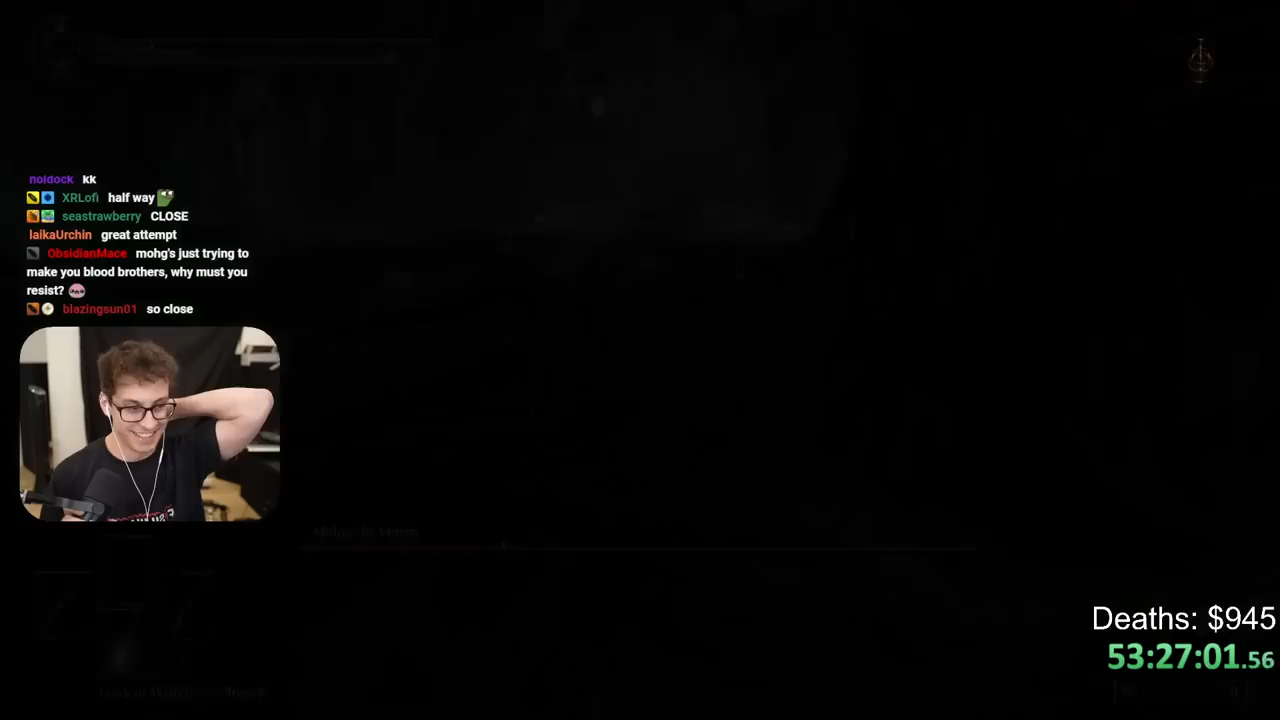 noidock kk
XRLofi half way
seastrawberry CLOSE
laikaUrchin great attempt
ObsidianMace mohg's just trying to
make you blood brothers, why must you
resist?
blazingsun01 so close
Deaths: $945
53:27:01.56